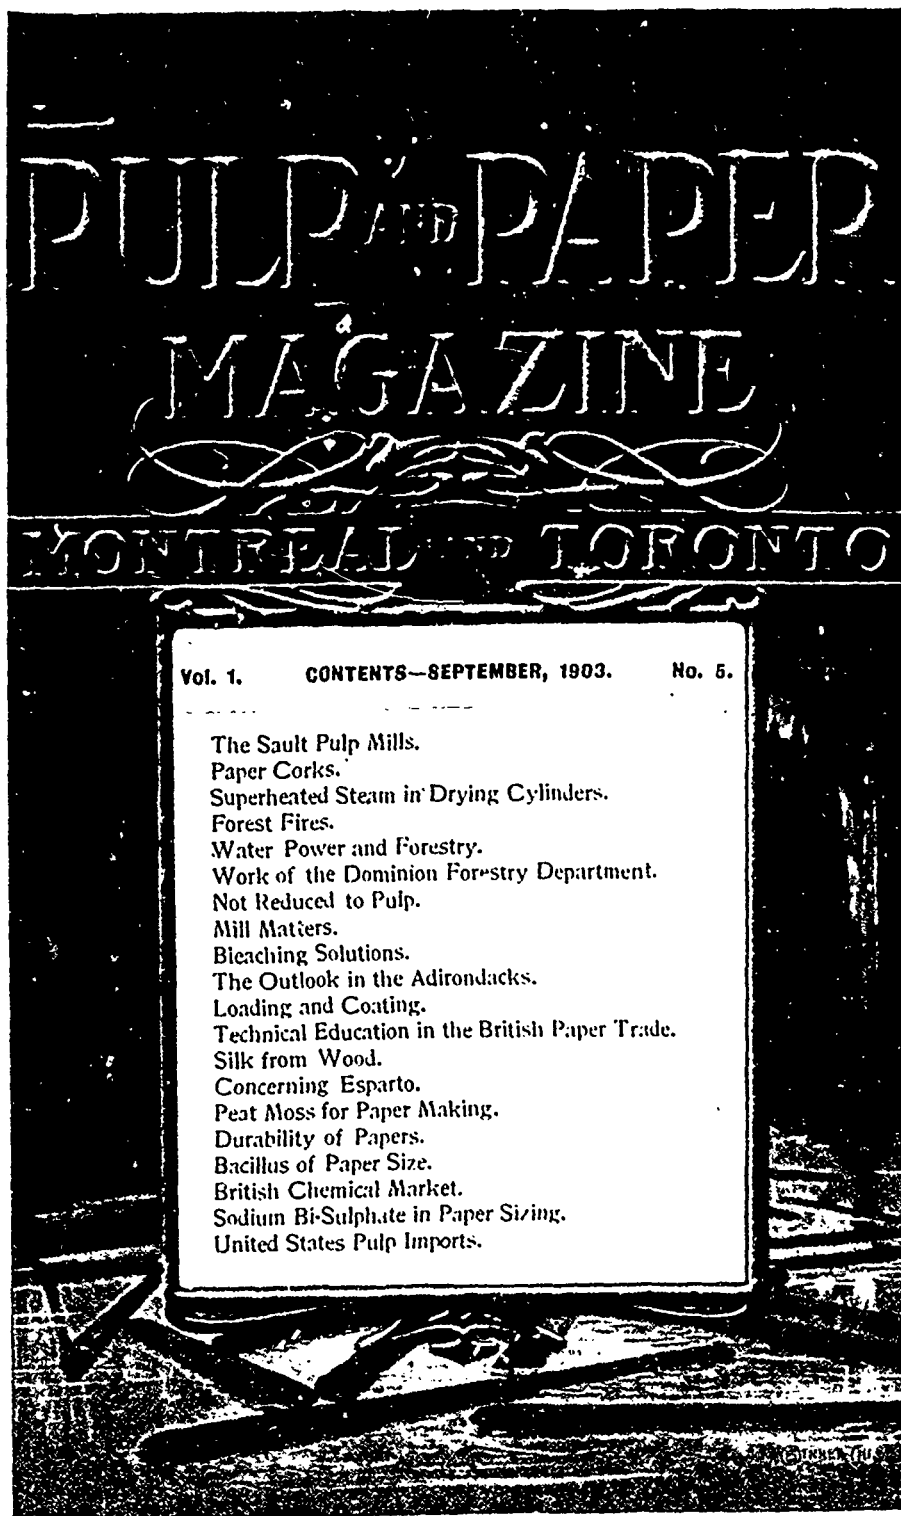 PULP AND PAPER
MAGAZINE
MONTREAL AND TORONTO
Vol. 1. CONTENTS—SEPTEMBER, 1903. No. 5.
The Sault Pulp Mills.
Paper Corks.
Superheated Steam in Drying Cylinders.
Forest Fires.
Water Power and Forestry.
Work of the Dominion Forestry Department.
Not Reduced to Pulp.
Mill Matters.
Bleaching Solutions.
The Outlook in the Adirondacks.
Loading and Coating.
Technical Education in the British Paper Trade.
Silk from Wood.
Concerning Esparto.
Peat Moss for Paper Making.
Durability of Papers.
Bacillus of Paper Size.
British Chemical Market.
Sodium Bi-Sulphate in Paper Sizing.
United States Pulp Imports.